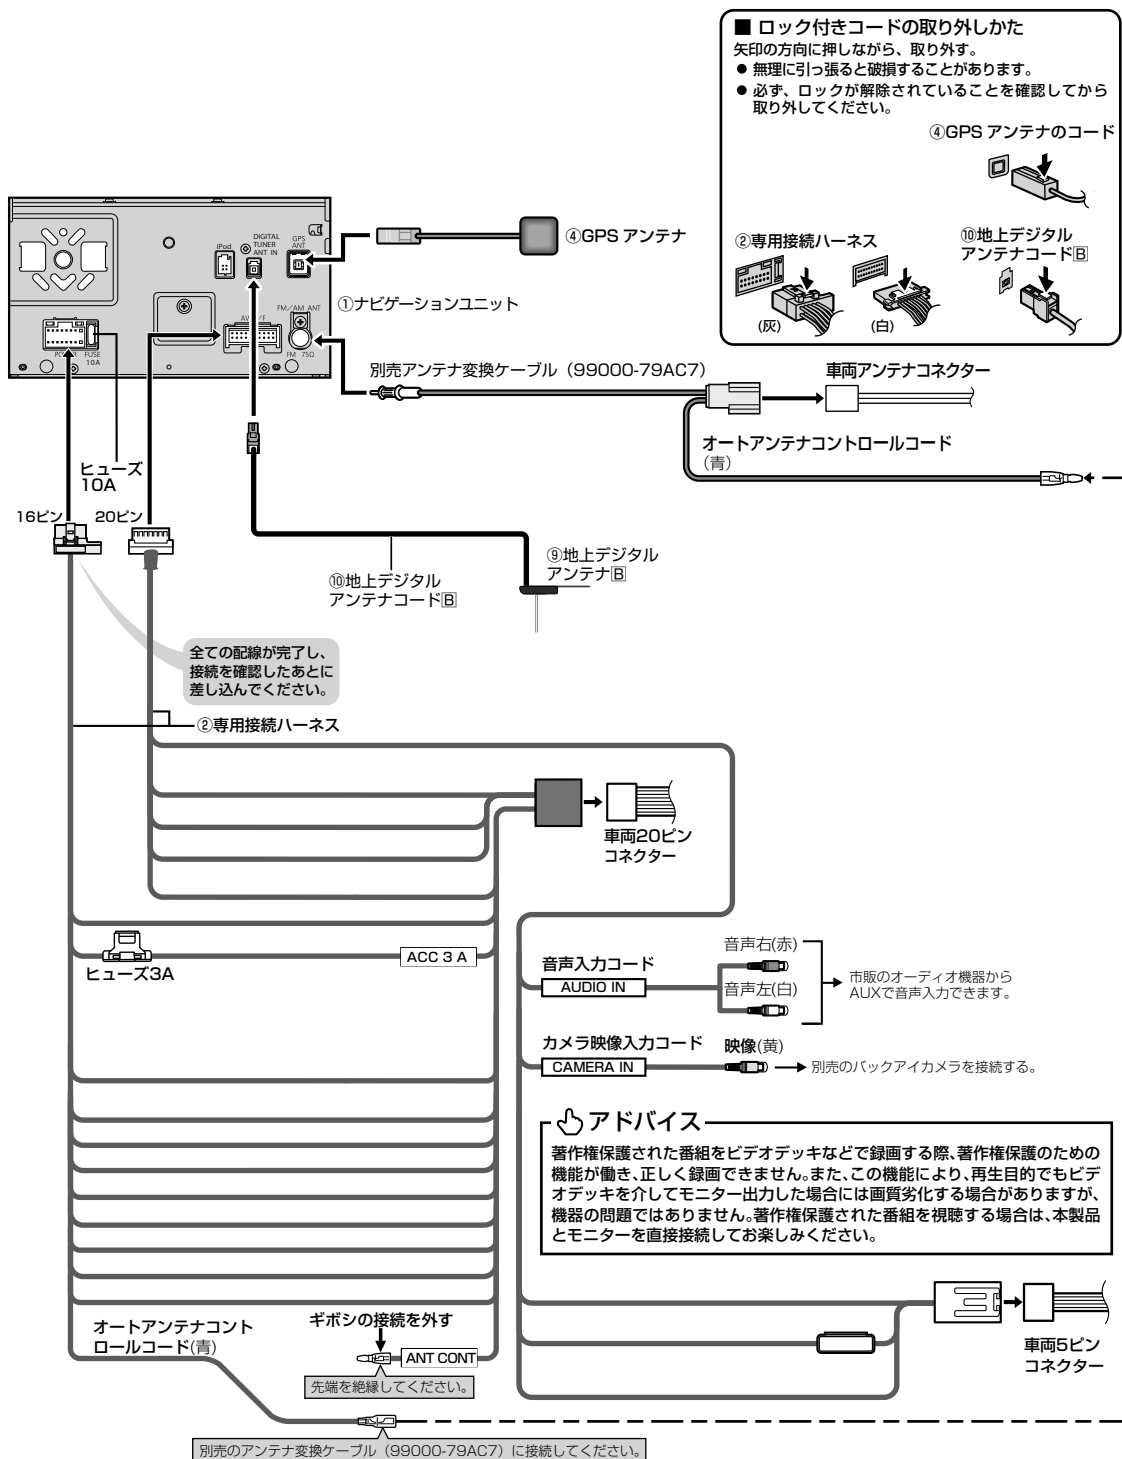 ■ ロック付きコードの取り外しかた
矢印の方向に押しながら、取り外す。
● 無理に引っ張ると破損することがあります。
● 必ず、ロックが解除されていることを確認してから
取り外してください。
④GPS アンテナのコード
②専用接続ハーネス
⑩地上デジタル
アンテナコードB
(灰)
(白)
iPod
DIGITAL
TUNER
ANT IN
GPS
ANT
FM/AM ANT
FUSE
10A
FM 75Ω
④GPS アンテナ
①ナビゲーションユニット
別売アンテナ変換ケーブル（99000-79AC7）
車両アンテナコネクター
オートアンテナコントロールコード
（青）
ヒューズ
10A
16ピン
20ピン
⑩地上デジタル
アンテナコードB
⑨地上デジタル
アンテナB
全ての配線が完了し、
接続を確認したあとに
差し込んでください。
②専用接続ハーネス
車両20ピン
コネクター
ヒューズ3A
ACC 3 A
音声入力コード
AUDIO IN
音声右(赤)
音声左(白)
市販のオーディオ機器から
AUXで音声入力できます。
カメラ映像入力コード
CAMERA IN
映像(黄)
別売のバックアイカメラを接続する。
アドバイス
著作権保護された番組をビデオデッキなどで録画する際、著作権保護のための
機能が働き、正しく録画できません。また、この機能により、再生目的でもビデ
オデッキを介してモニター出力した場合には画質劣化する場合がありますが、
機器の問題ではありません。著作権保護された番組を視聴する場合は、本製品
とモニターを直接接続してお楽しみください。
オートアンテナコント
ロールコード(青)
ギボシの接続を外す
ANT CONT
先端を絶縁してください。
車両5ピン
コネクター
別売のアンテナ変換ケーブル（99000-79AC7）に接続してください。